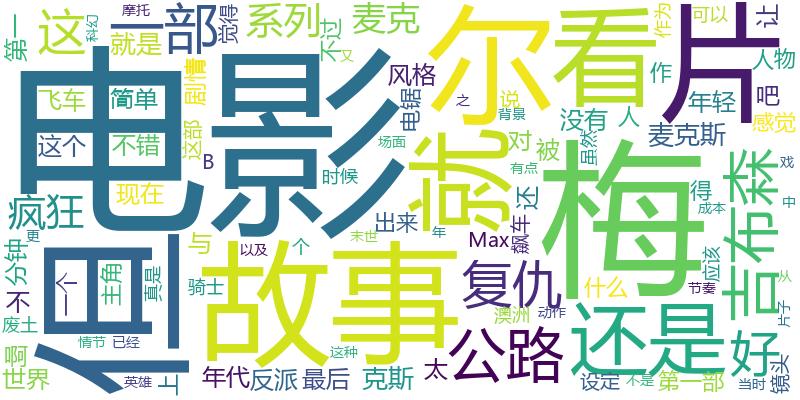 摩托
第一
科幻
这
一部
就是
觉得
系列
不过
又
麦克
电影
尔
看
作为
可以
片
让
飞车
简单
剧情
风格
电锯
之
说
作
人物
吧
这个
不错
这部
B
就
背景
没有
人
年轻
麦克斯
感觉
现在
时候
场面
有点
对
被
虽然
梅
疯狂
与
出来
还
得
吉布森
戏
中
成本
更
但
一个
主角
真是
以及
个
末世
年
Max
飙车
应该
从
分钟
不
骑士
故事
复仇
什么
节奏
片子
废土
澳洲
动作
还是
啊
情节
已经
这种
公路
好
镜头
世界
英雄
上
年代
反派
最后
克斯
太
设定
不是
第一部
当时